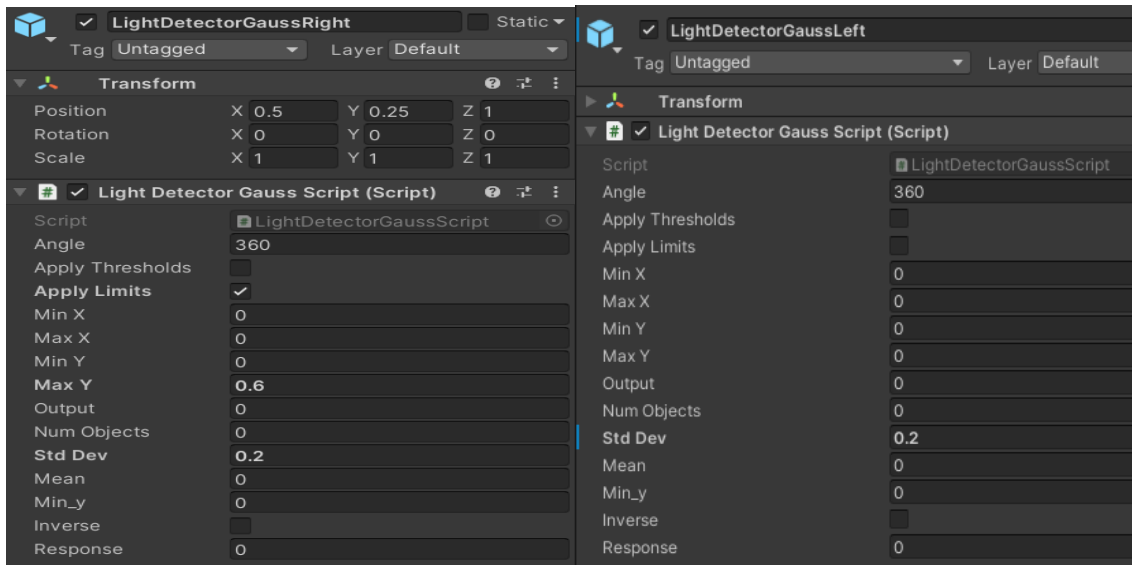 LightDetectorGaussRight Static
Tag Untagged Layer Default
Transform
Position X 0.5 Y 0.25 Z 1
Rotation X 0 Y 0 Z 0
Scale X 1 Y 1 Z 1
# Light Detector Gauss Script (Script)
Script # LightDetectorGaussScript
Angle 360
Apply Thresholds
Apply Limits
Min X 0
Max X 0
Min Y 0
Max Y 0.6
Output 0
Num Objects 0
Std Dev 0.2
Mean 0
Min_y 0
Inverse
Response 0
LightDetectorGaussLeft
Tag Untagged Layer Default
Transform
# Light Detector Gauss Script (Script)
Script # LightDetectorGaussScript
Angle 360
Apply Thresholds
Apply Limits
Min X 0
Max X 0
Min Y 0
Max Y 0
Output 0
Num Objects 0
Std Dev 0.2
Mean 0
Min_y 0
Inverse
Response 0